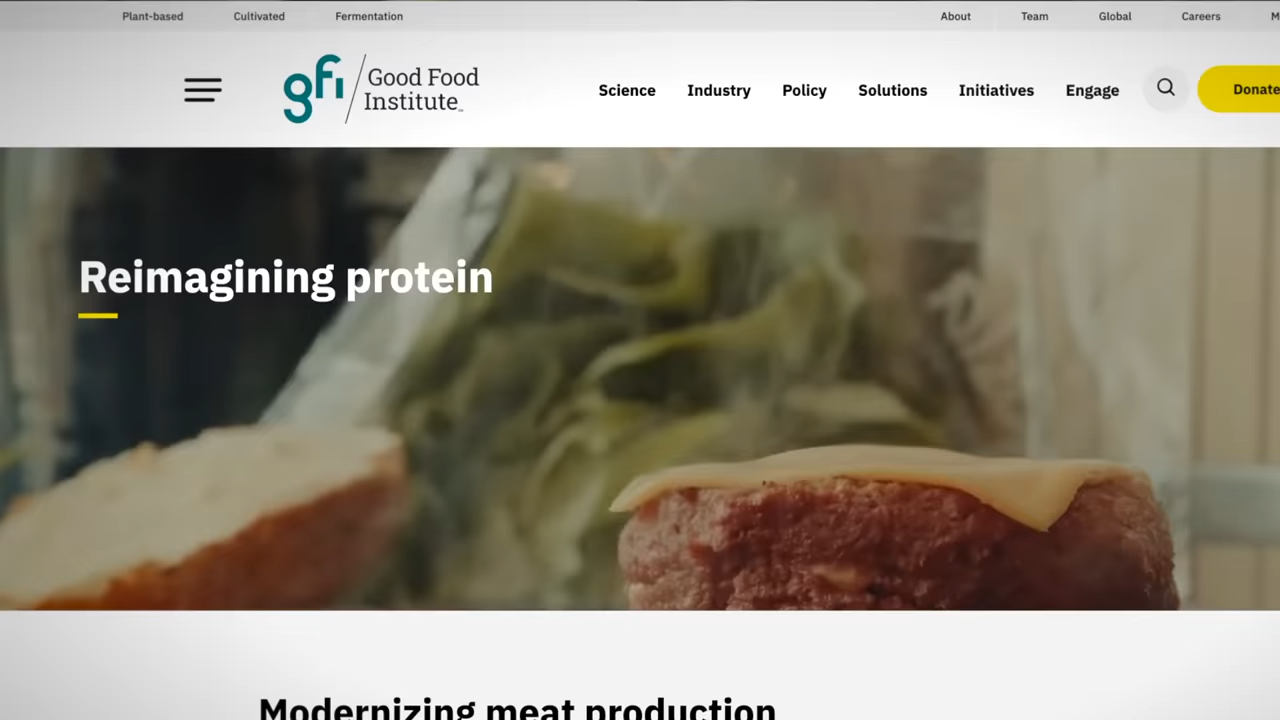 Plant-based Cultivated Fermentation About Team Global Careers
gfi Good Food Institute
Science Industry Policy Solutions Initiatives Engage Donate
Reimagining protein
Modernizing meat production